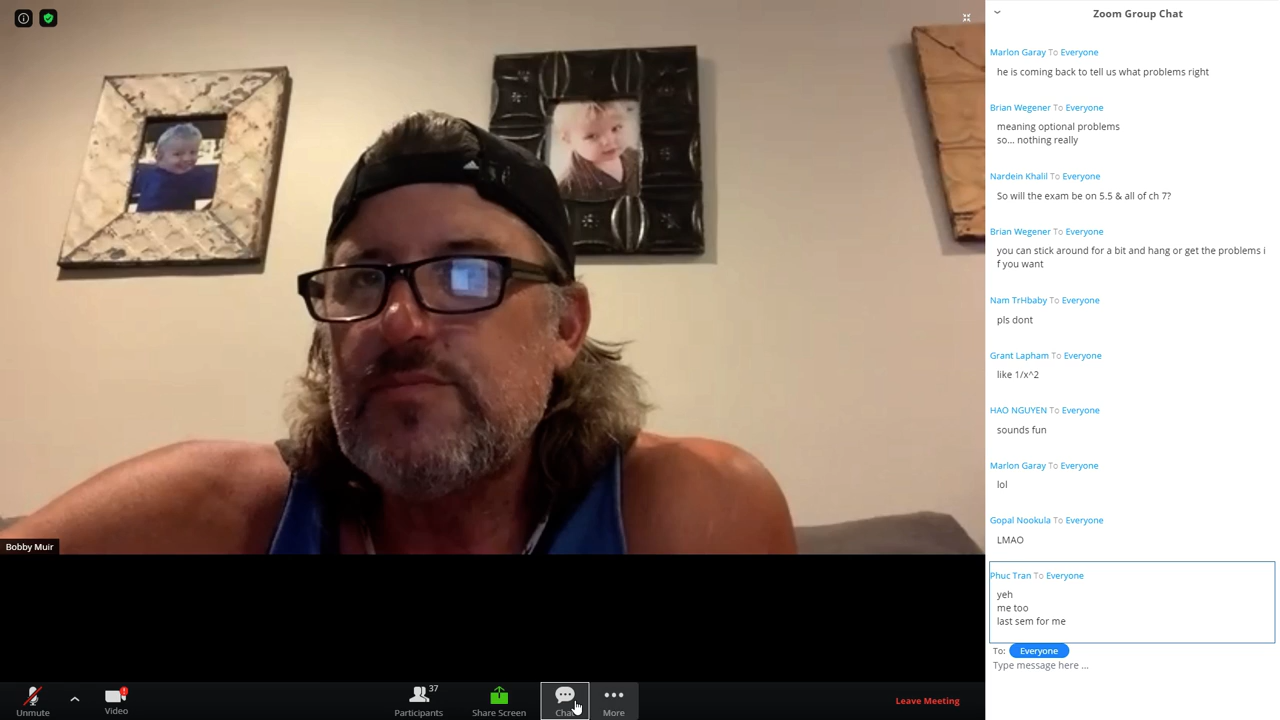 Zoom Group Chat
Marlon Garay To Everyone
he is coming back to tell us what problems right
Brian Wegener To Everyone
meaning optional problems
so... nothing really
Nardein Khalil To Everyone
So will the exam be on 5.5 & all of ch 7?
Brian Wegener To Everyone
you can stick around for a bit and hang or get the problems i
f you want
Nam TrHbaby To Everyone
pls dont
Grant Lapham To Everyone
like 1/x^2
HAO NGUYEN To Everyone
sounds fun
Marlon Garay To Everyone
lol
Gopal Nookula To Everyone
LMAO
Phuc Tran To Everyone
yeh
me too
last sem for me
To: Everyone
Type message here ...
Bobby Muir
Unmute
Video
Participants 37
Share Screen
Chat
More
Leave Meeting